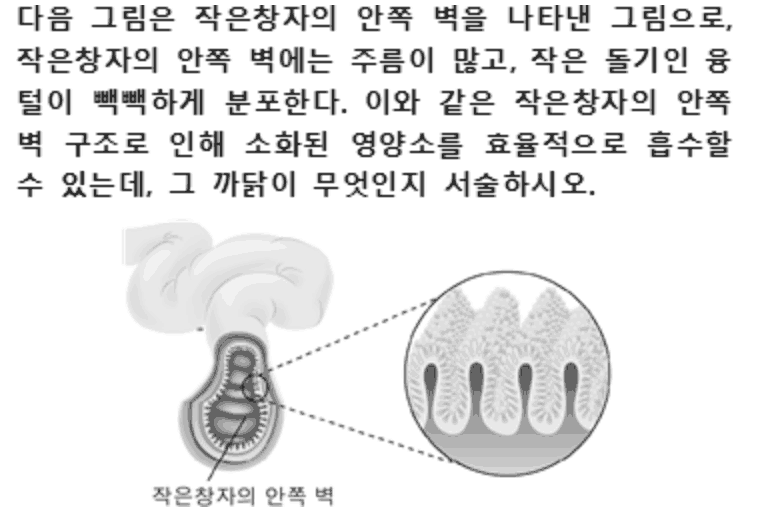 다음 그림은 작은창자의 안쪽 벽을 나타낸 그림으로,
작은창자의 안쪽 벽에는 주름이 많고, 작은 돌기인 융
털이 빽빽하게 분포한다. 이와 같은 작은창자의 안쪽
벽 구조로 인해 소화된 영양소를 효율적으로 흡수할
수 있는데, 그 까닭이 무엇인지 서술하시오.
작은창자의 안쪽 벽